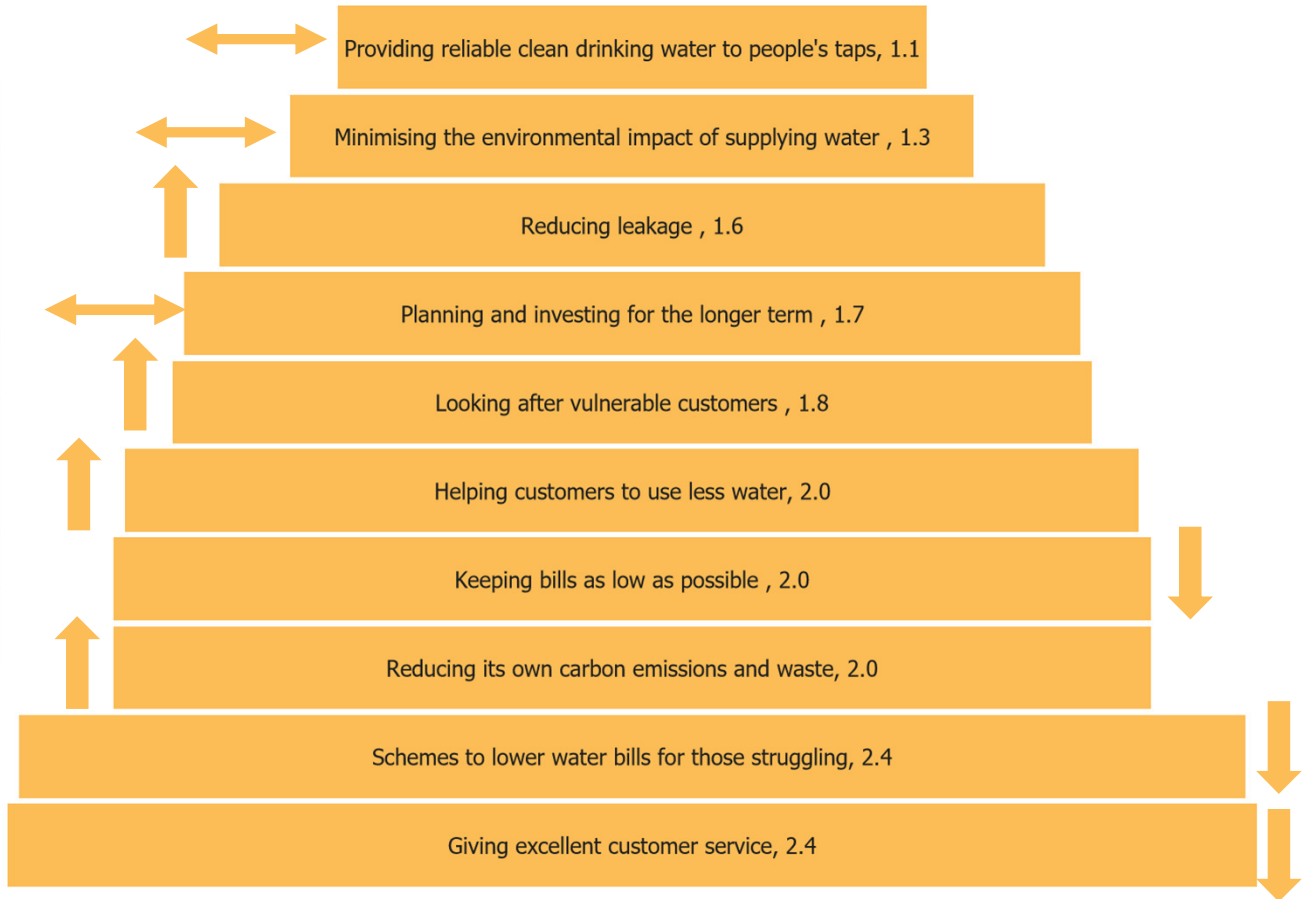 Providing reliable clean drinking water to people's taps, 1.1
Minimising the environmental impact of supplying water , 1.3
Reducing leakage , 1.6
Planning and investing for the longer term , 1.7
Looking after vulnerable customers , 1.8
Helping customers to use less water, 2.0
Keeping bills as low as possible , 2.0
Reducing its own carbon emissions and waste, 2.0
Schemes to lower water bills for those struggling, 2.4
Giving excellent customer service, 2.4